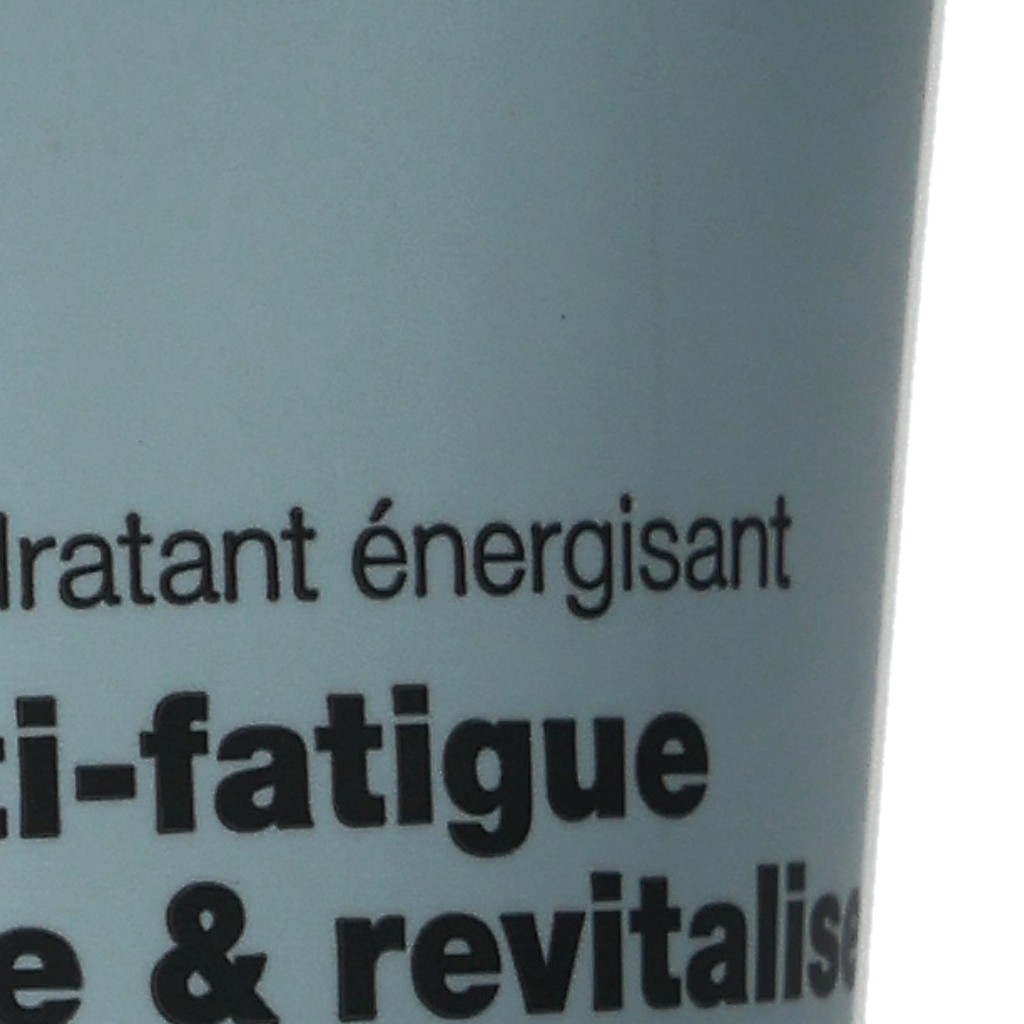 dratant énergisant
ti-fatigue
e & revitalise